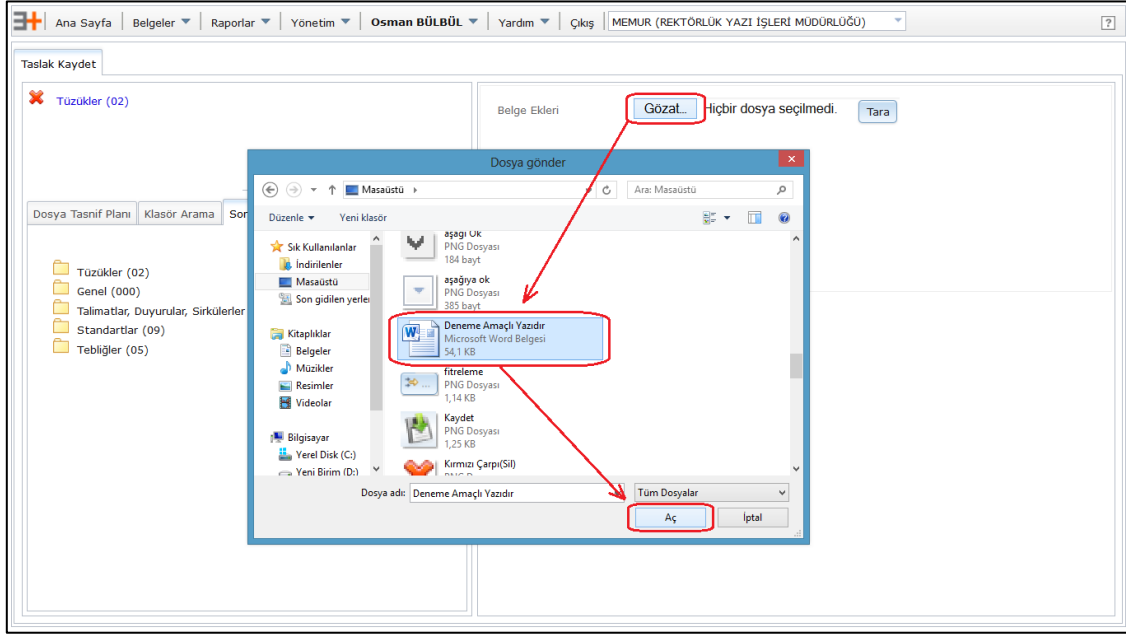 Ana Sayfa Belgeler Raporlar Yönetim Osman BÜLBÜL Yardım Çıkış MEMUR (REKTÖRLÜK YAZI İŞLERİ MÜDÜRLÜĞÜ) ?
Taslak Kaydet
Tüzükler (02)
Belge Ekleri Gözat... Hiçbir dosya seçilmedi. Tara
Dosya gönder
Masaüstü
Ara: Masaüstü
Düzenle Yeni klasör
Dosya Tasnif Planı Klasör Arama Son
Tüzükler (02)
Genel (000)
Talimatlar, Duyurular, Sirkülerler
Standartlar (09)
Tebliğler (05)
Sık Kullanılanlar
İndirilenler
Masaüstü
Son gidilen yerler
Kitaplıklar
Belgeler
Müzikler
Resimler
Videolar
Bilgisayar
Yerel Disk (C:)
Yeni Birim (D:)
aşağı Ok
PNG Dosyası
184 bayt
aşağıya ok
PNG Dosyası
385 bayt
Deneme Amaçlı Yazıdır
Microsoft Word Belgesi
54,1 KB
fitreleme
PNG Dosyası
1,14 KB
Kaydet
PNG Dosyası
1,25 KB
Kırmızı Çarpı(Sil)
Dosya adı: Deneme Amaçlı Yazıdır Tüm Dosyalar
Aç İptal